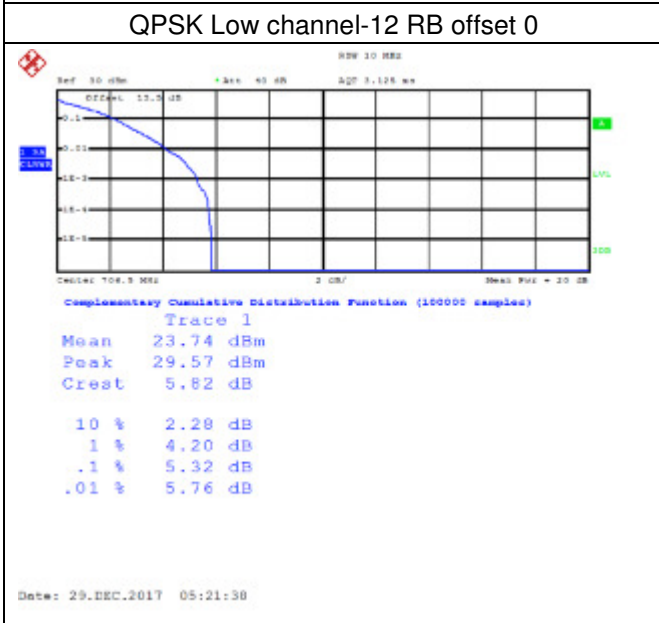 QPSK Low channel-12 RB offset 0
RBW 10 MHz
Ref 30 dBm *Att 40 dB AQT 3.125 ms
Offset 13.5 dB
0.1
0.01
1E-3
1E-4
1E-5
A
LVL
3DB
1 SA
CLRWR
Center 706.5 MHz 2 dB/ Mean Pwr + 20 dB
Complementary Cumulative Distribution Function (100000 samples)
Trace 1
Mean 23.74 dBm
Peak 29.57 dBm
Crest 5.82 dB
10 % 2.28 dB
1 % 4.20 dB
.1 % 5.32 dB
.01 % 5.76 dB
Date: 29.DEC.2017 05:21:38